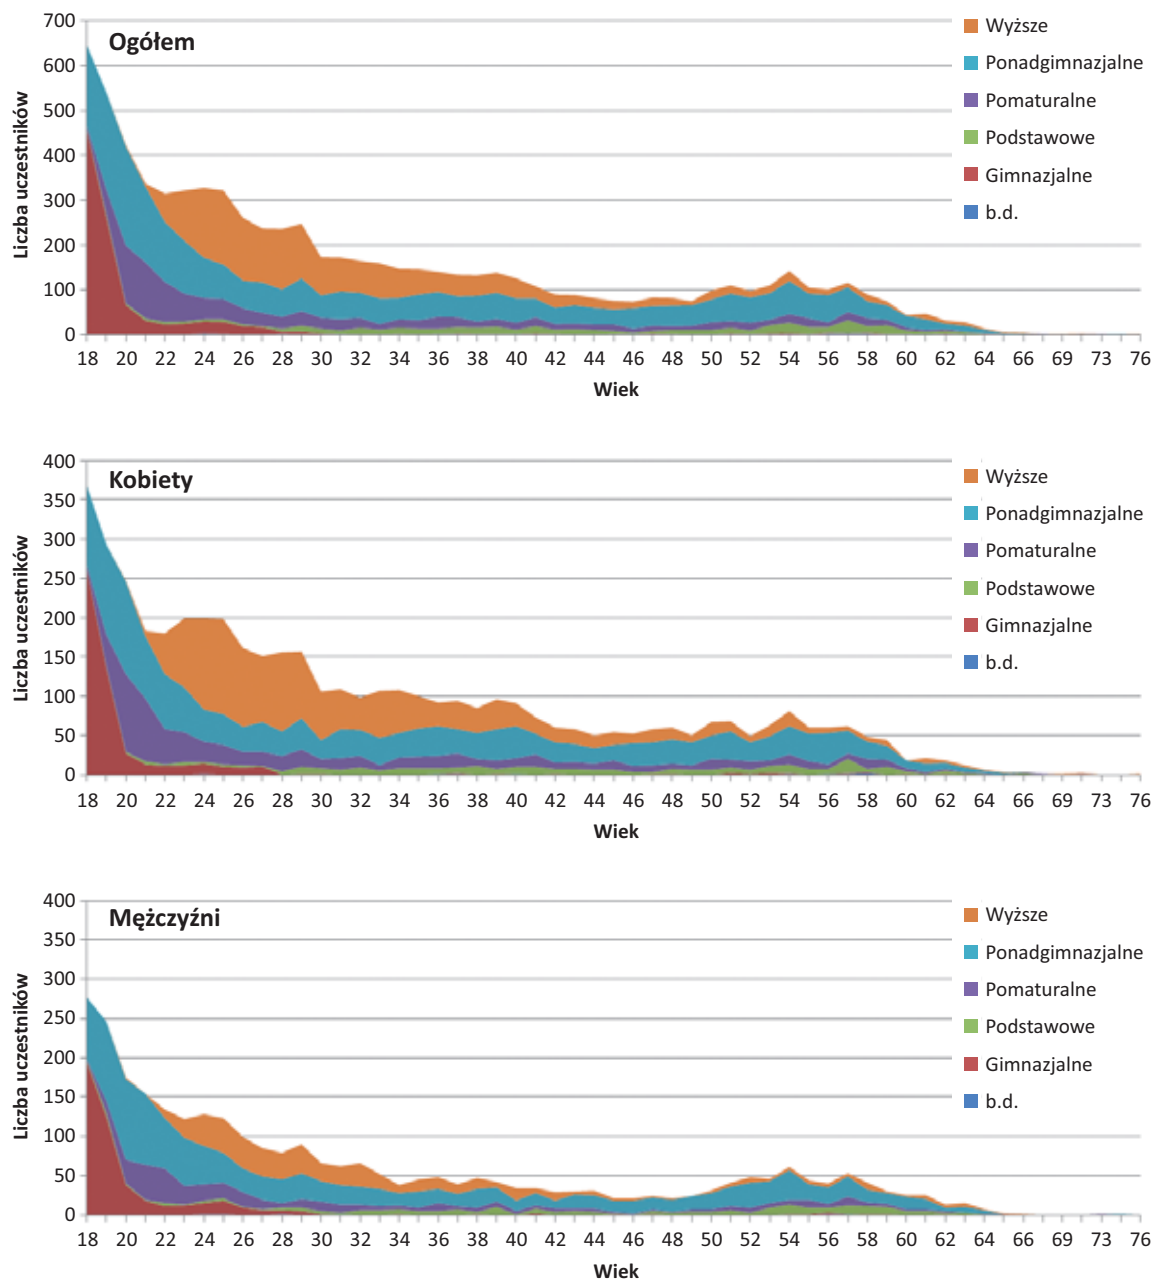 Ogółem
Liczba uczestników
700
600
500
400
300
200
100
0
18 20 22 24 26 28 30 32 34 36 38 40 42 44 46 48 50 52 54 56 58 60 62 64 66 69 73 76
Wiek
Wyższe
Ponadgimnazjalne
Pomaturalne
Podstawowe
Gimnazjalne
b.d.
Kobiety
Liczba uczestników
400
350
300
250
200
150
100
50
0
18 20 22 24 26 28 30 32 34 36 38 40 42 44 46 48 50 52 54 56 58 60 62 64 66 69 73 76
Wiek
Wyższe
Ponadgimnazjalne
Pomaturalne
Podstawowe
Gimnazjalne
b.d.
Mężczyźni
Liczba uczestników
400
350
300
250
200
150
100
50
0
18 20 22 24 26 28 30 32 34 36 38 40 42 44 46 48 50 52 54 56 58 60 62 64 66 69 73 76
Wiek
Wyższe
Ponadgimnazjalne
Pomaturalne
Podstawowe
Gimnazjalne
b.d.